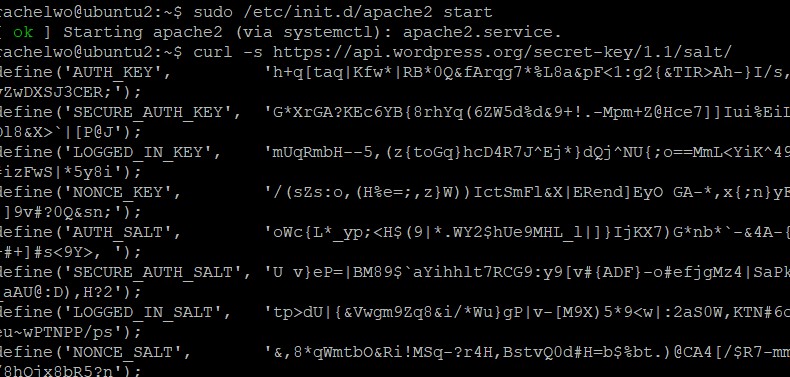 rachelwo@ubuntu2:~$ sudo /etc/init.d/apache2 start
[ ok ] Starting apache2 (via systemctl): apache2.service.
rachelwo@ubuntu2:~$ curl -s https://api.wordpress.org/secret-key/1.1/salt/
define('AUTH_KEY',         'h+q[taq|Kfw*|RB*0Q&fArqg7*%L8a&pF<1:g2{&TIR>Ah-}I/s,
yZwDXSJ3CER;');
define('SECURE_AUTH_KEY',  'G*XrGA?KEc6YB{8rhYq(6ZW5d%d&9+!.-Mpm+Z@Hce7]]Iui%EiL
Dl8&X>`|[P@J');
define('LOGGED_IN_KEY',    'mUqRmbH--5,(z{toGq}hcD4R7J^Ej*}dQj^NU{;o==MmL<YiK^49
=izFwS|*5y8i');
define('NONCE_KEY',        '/(sZs:o,(H%e=;,z}W))IctSmFl&X|ERend]EyO GA-*,x{;n}yE
']9v#?0Q&sn;');
define('AUTH_SALT',        'oWc{L*_yp;<H$(9|*.WY2$hUe9MHL_l|]}IjKX7)G*nb*`-&4A-{
+#+]#s<9Y>, ');
define('SECURE_AUTH_SALT', 'U v}eP=|BM89$`aYihhlt7RCG9:y9[v#{ADF}-o#efjgMz4|SaPk
_aAU@:D),H?2');
define('LOGGED_IN_SALT',   'tp>dU|{&Vwgm9Zq8&i/*Wu}gP|v-[M9X)5*9<w|:2aS0W,KTN#6c
eu~wPTNPP/ps');
define('NONCE_SALT',       '&,8*qWmtbO&Ri!MSq-?r4H,BstvQ0d#H=b$%bt.)@CA4[/$R7-mm
/8hOjx8bR5?n');